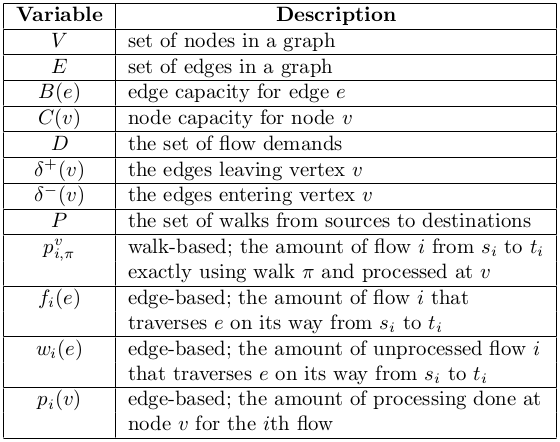 Variable Description
V set of nodes in a graph
E set of edges in a graph
B(e) edge capacity for edge e
C(v) node capacity for node v
D the set of flow demands
δ⁺(v) the edges leaving vertex v
δ⁻(v) the edges entering vertex v
P the set of walks from sources to destinations
p^v_{i,π} walk-based; the amount of flow i from s_i to t_i
exactly using walk π and processed at v
f_i(e) edge-based; the amount of flow i that
traverses e on its way from s_i to t_i
w_i(e) edge-based; the amount of unprocessed flow i
that traverses e on its way from s_i to t_i
p_i(v) edge-based; the amount of processing done at
node v for the ith flow